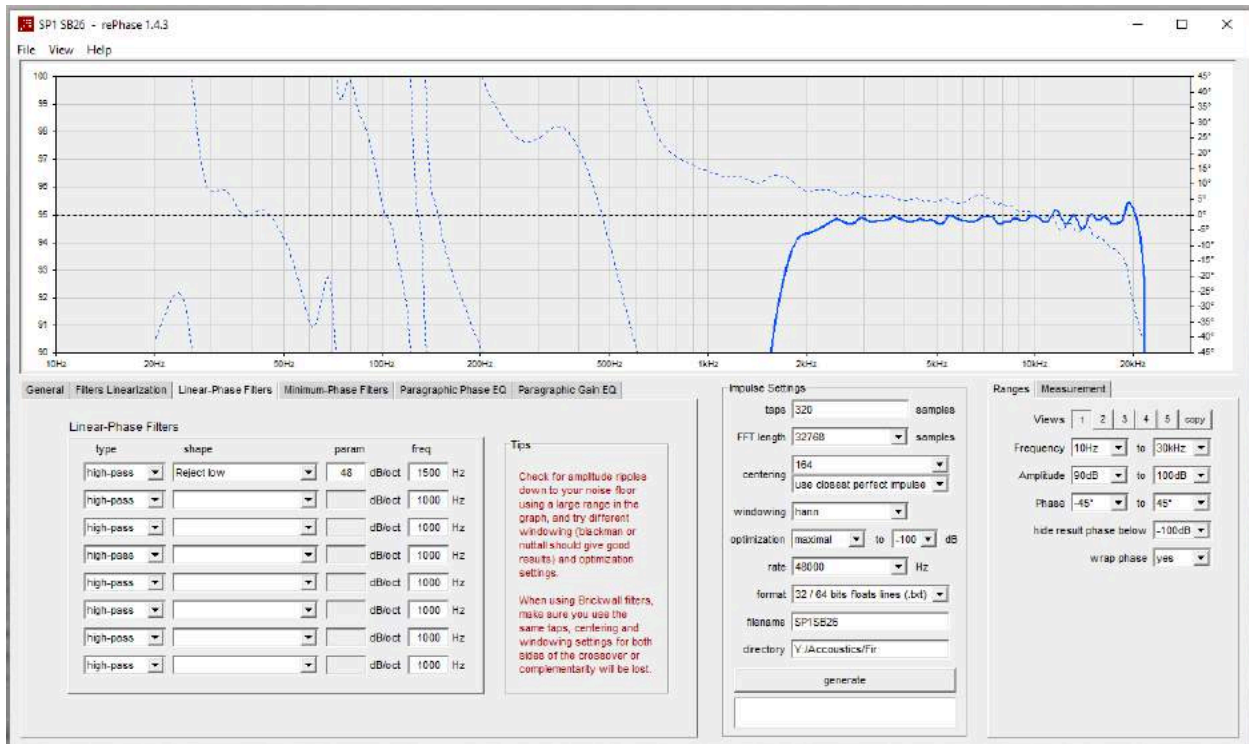 SP1 SB26 - rePhase 1.4.3
File View Help
100 45°
99 40° 35°
98 30° 25°
97 20°
96 15° 10° 5°
95 0°
94 -5° -10°
93 -15° -20°
92 -25° -30°
91 -35° -40°
90 -45°
10Hz 20Hz 50Hz 100Hz 200Hz 500Hz 1kHz 2kHz 5kHz 10kHz 20kHz
General Filters Linearization Linear-Phase Filters Minimum-Phase Filters Paragraphic Phase EQ Paragraphic Gain EQ
Linear-Phase Filters
type shape param freq
high-pass Reject low 48 dB/oct 1500 Hz
high-pass dB/oct 1000 Hz
high-pass dB/oct 1000 Hz
high-pass dB/oct 1000 Hz
high-pass dB/oct 1000 Hz
high-pass dB/oct 1000 Hz
high-pass dB/oct 1000 Hz
high-pass dB/oct 1000 Hz
Tips
Check for amplitude ripples
down to your noise floor
using a large range in the
graph, and try different
windowing (blackman or
nuttall should give good
results) and optimization
settings.
When using Brickwall filters,
make sure you use the
same taps, centering and
windowing settings for both
sides of the crossover or
complementarity will be lost.
Impulse Settings
taps 320 samples
FFT length 32768 samples
centering 164
use closest perfect impulse
windowing hann
optimization maximal to -100 dB
rate 48000 Hz
format 32 / 64 bits floats lines (.txt)
filename SP1SB26
directory Y:/Accoustics/Fir
generate
Ranges Measurement
Views 1 2 3 4 5 copy
Frequency 10Hz to 30kHz
Amplitude 90dB to 100dB
Phase -45° to 45°
hide result phase below -100dB
wrap phase yes